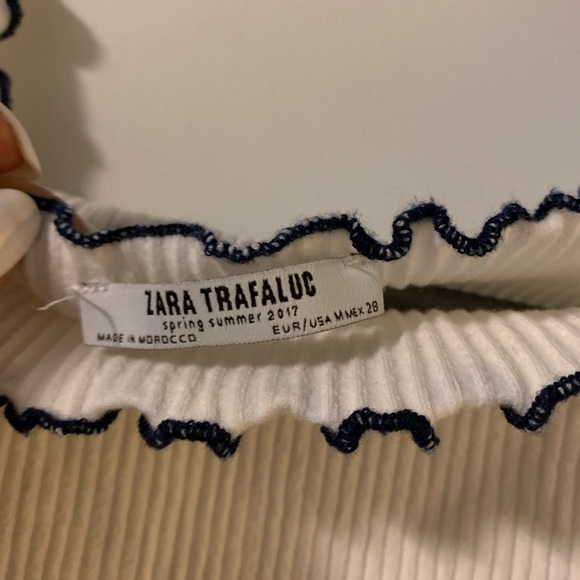 ZARA TRAFALUC
spring summer 2017
EUR/USA M MEX 28
MADE IN MOROCCO